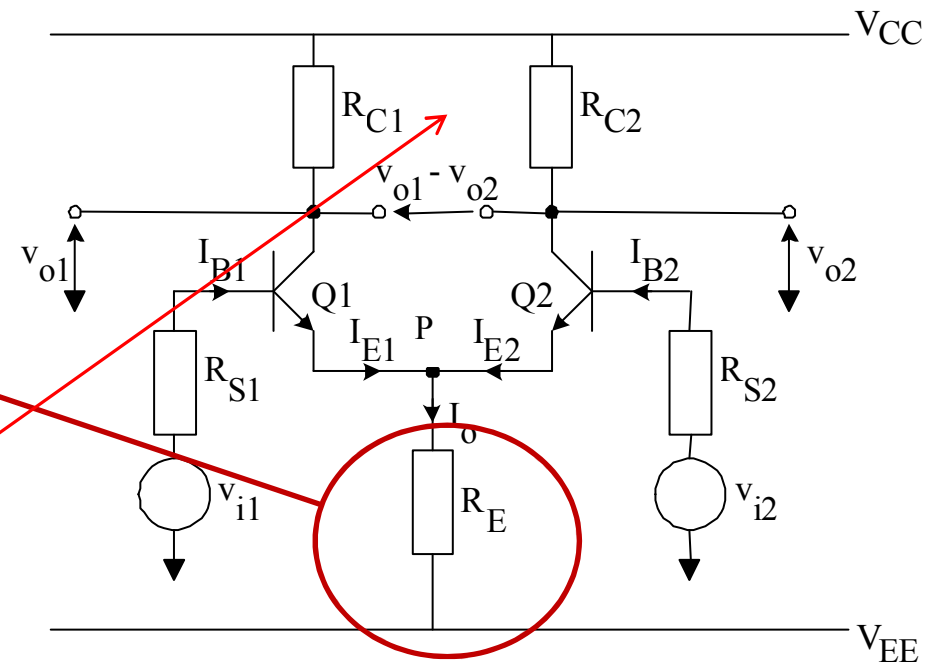 VCC
RC1
RC2
vo1 - vo2
vo1
IB1
IB2
vo2
Q1
Q2
P
IE1
IE2
RS1
RS2
Io
vi1
RE
vi2
VEE